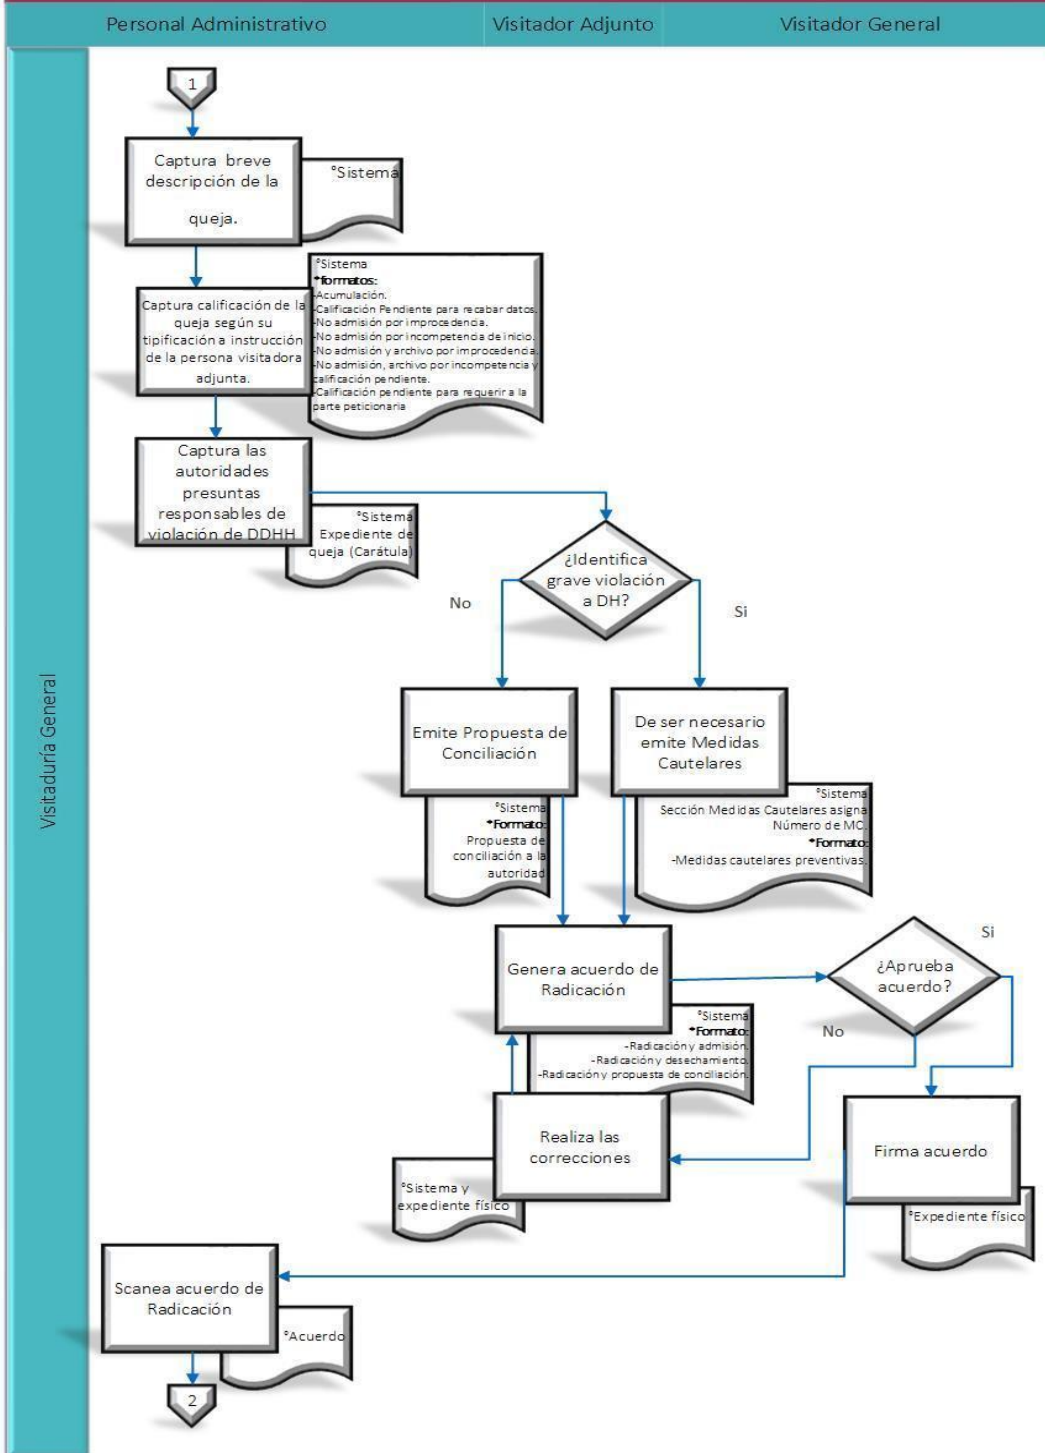 Personal Administrativo
Visitador Adjunto
Visitador General
Visitaduría General
1
Captura breve
descripción de la
queja.
°Sistema
Captura calificación de la
queja según su
tipificación a instrucción
de la persona visitadora
adjunta.
°Sistema
*formatos:
-Acumulación.
-Calificación Pendiente para recabar datos.
-No admisión por improcedencia.
-No admisión por incompetencia de inicio.
-No admisión y archivo por improcedencia.
-No admisión, archivo por incompetencia y
calificación pendiente.
-Calificación pendiente para requerir a la
parte peticionaria
Captura las
autoridades
presuntas
responsables de
violación de DDHH
°Sistema
Expediente de
queja (Carátula)
¿Identifica
grave violación
a DH?
No
Si
Emite Propuesta de
Conciliación
°Sistema
*Formato:
Propuesta de
conciliación a la
autoridad
De ser necesario
emite Medidas
Cautelares
°Sistema
Sección Medidas Cautelares asigna
Número de MC.
*Formato:
-Medidas cautelares preventivas.
Genera acuerdo de
Radicación
°Sistema
*Formato:
-Radicación y admisión.
-Radicación y desechamiento.
-Radicación y propuesta de conciliación.
¿Aprueba
acuerdo?
Si
No
Realiza las
correcciones
°Sistema y
expediente físico
Firma acuerdo
°Expediente físico
Scanea acuerdo de
Radicación
°Acuerdo
2